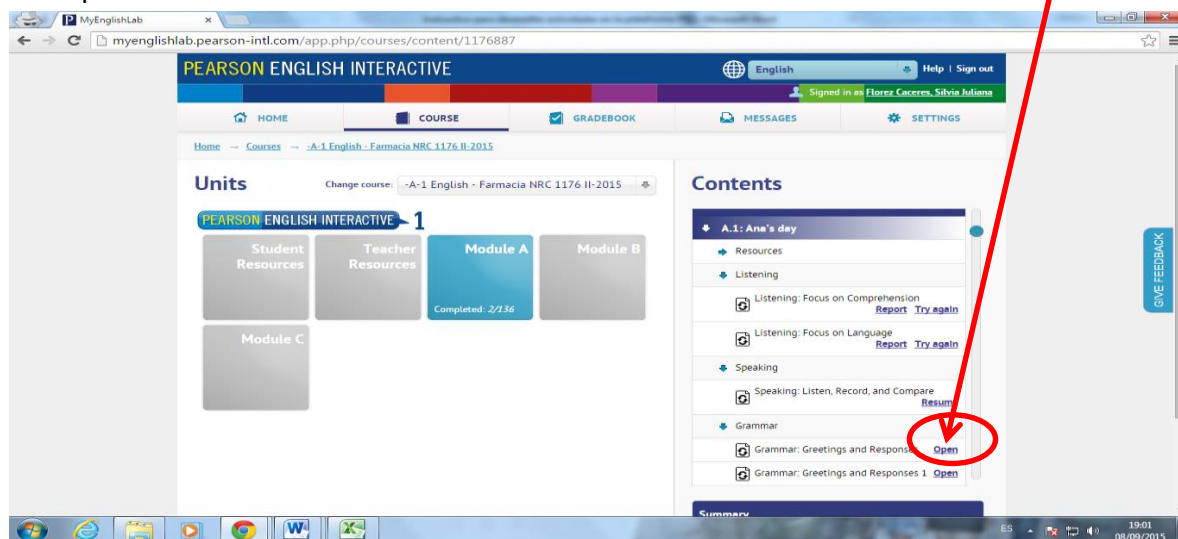 MyEnglishLab
myenglishlab.pearson-intl.com/app.php/courses/content/1176887
PEARSON ENGLISH INTERACTIVE
English
Help | Sign out
Signed in as Florez Caceres, Silvia Juliana
HOME
COURSE
GRADEBOOK
MESSAGES
SETTINGS
Home → Courses → -A-1 English - Farmacia NRC 1176 II-2015
Units
Change course: -A-1 English - Farmacia NRC 1176 II-2015
PEARSON ENGLISH INTERACTIVE 1
Student Resources
Teacher Resources
Module A
Completed: 2/136
Module B
Module C
Contents
A.1: Ana's day
Resources
Listening
Listening: Focus on Comprehension
Report Try again
Listening: Focus on Language
Report Try again
Speaking
Speaking: Listen, Record, and Compare
Resume
Grammar
Grammar: Greetings and Responses Open
Grammar: Greetings and Responses 1 Open
Summary
GIVE FEEDBACK
ES
19:01
08/09/2015